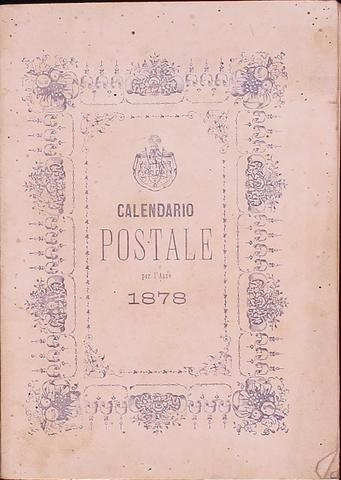 CALENDARIO
POSTALE
per l'Anno
1878